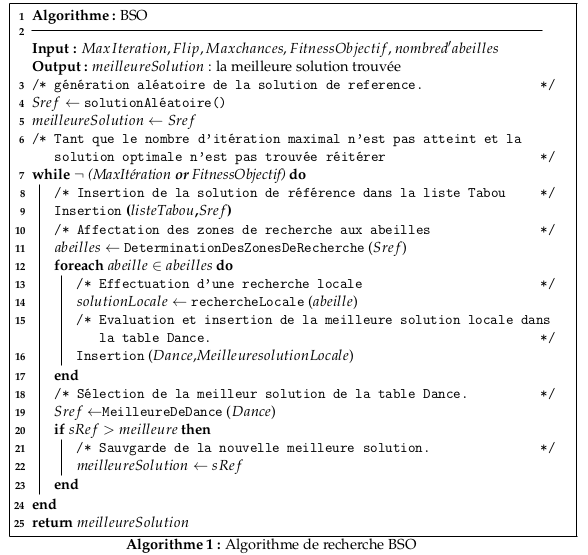 1 Algorithme : BSO
2
Input : MaxIteration, Flip, Maxchances, FitnessObjectif, nombred'abeilles
Output : meilleureSolution : la meilleure solution trouvée
3 /* génération aléatoire de la solution de reference. */
4 Sref ← solutionAléatoire()
5 meilleureSolution ← Sref
6 /* Tant que le nombre d'itération maximal n'est pas atteint et la
solution optimale n'est pas trouvée réitérer */
7 while ¬ (MaxItération or FitnessObjectif) do
8 /* Insertion de la solution de référence dans la liste Tabou */
9 Insertion (listeTabou,Sref)
10 /* Affectation des zones de recherche aux abeilles */
11 abeilles ← DeterminationDesZonesDeRecherche (Sref)
12 foreach abeille ∈ abeilles do
13 /* Effectuation d'une recherche locale */
14 solutionLocale ← rechercheLocale (abeille)
15 /* Evaluation et insertion de la meilleure solution locale dans
la table Dance. */
16 Insertion (Dance,MeilleuresolutionLocale)
17 end
18 /* Sélection de la meilleur solution de la table Dance. */
19 Sref ←MeilleureDeDance (Dance)
20 if sRef > meilleure then
21 /* Sauvgarde de la nouvelle meilleure solution. */
22 meilleureSolution ← sRef
23 end
24 end
25 return meilleureSolution
Algorithme 1 : Algorithme de recherche BSO